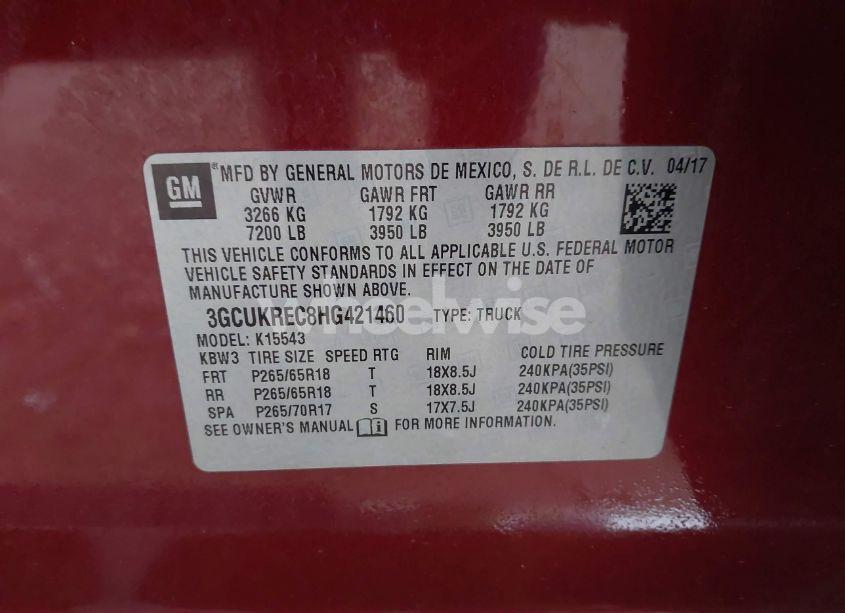 GM
® MFD BY GENERAL MOTORS DE MEXICO, S. DE R.L. DE C.V. 04/17
GVWR GAWR FRT GAWR RR
3266 KG 1792 KG 1792 KG
7200 LB 3950 LB 3950 LB
THIS VEHICLE CONFORMS TO ALL APPLICABLE U.S. FEDERAL MOTOR
VEHICLE SAFETY STANDARDS IN EFFECT ON THE DATE OF
MANUFACTURE SHOWN ABOVE.
wheelwise
3GCUKREC8HG421460 TYPE: TRUCK
MODEL: K15543
KBW3 TIRE SIZE SPEED RTG RIM COLD TIRE PRESSURE
FRT P265/65R18 T 18X8.5J 240KPA(35PSI)
RR P265/65R18 T 18X8.5J 240KPA(35PSI)
SPA P265/70R17 S 17X7.5J 240KPA(35PSI)
SEE OWNER'S MANUAL FOR MORE INFORMATION.